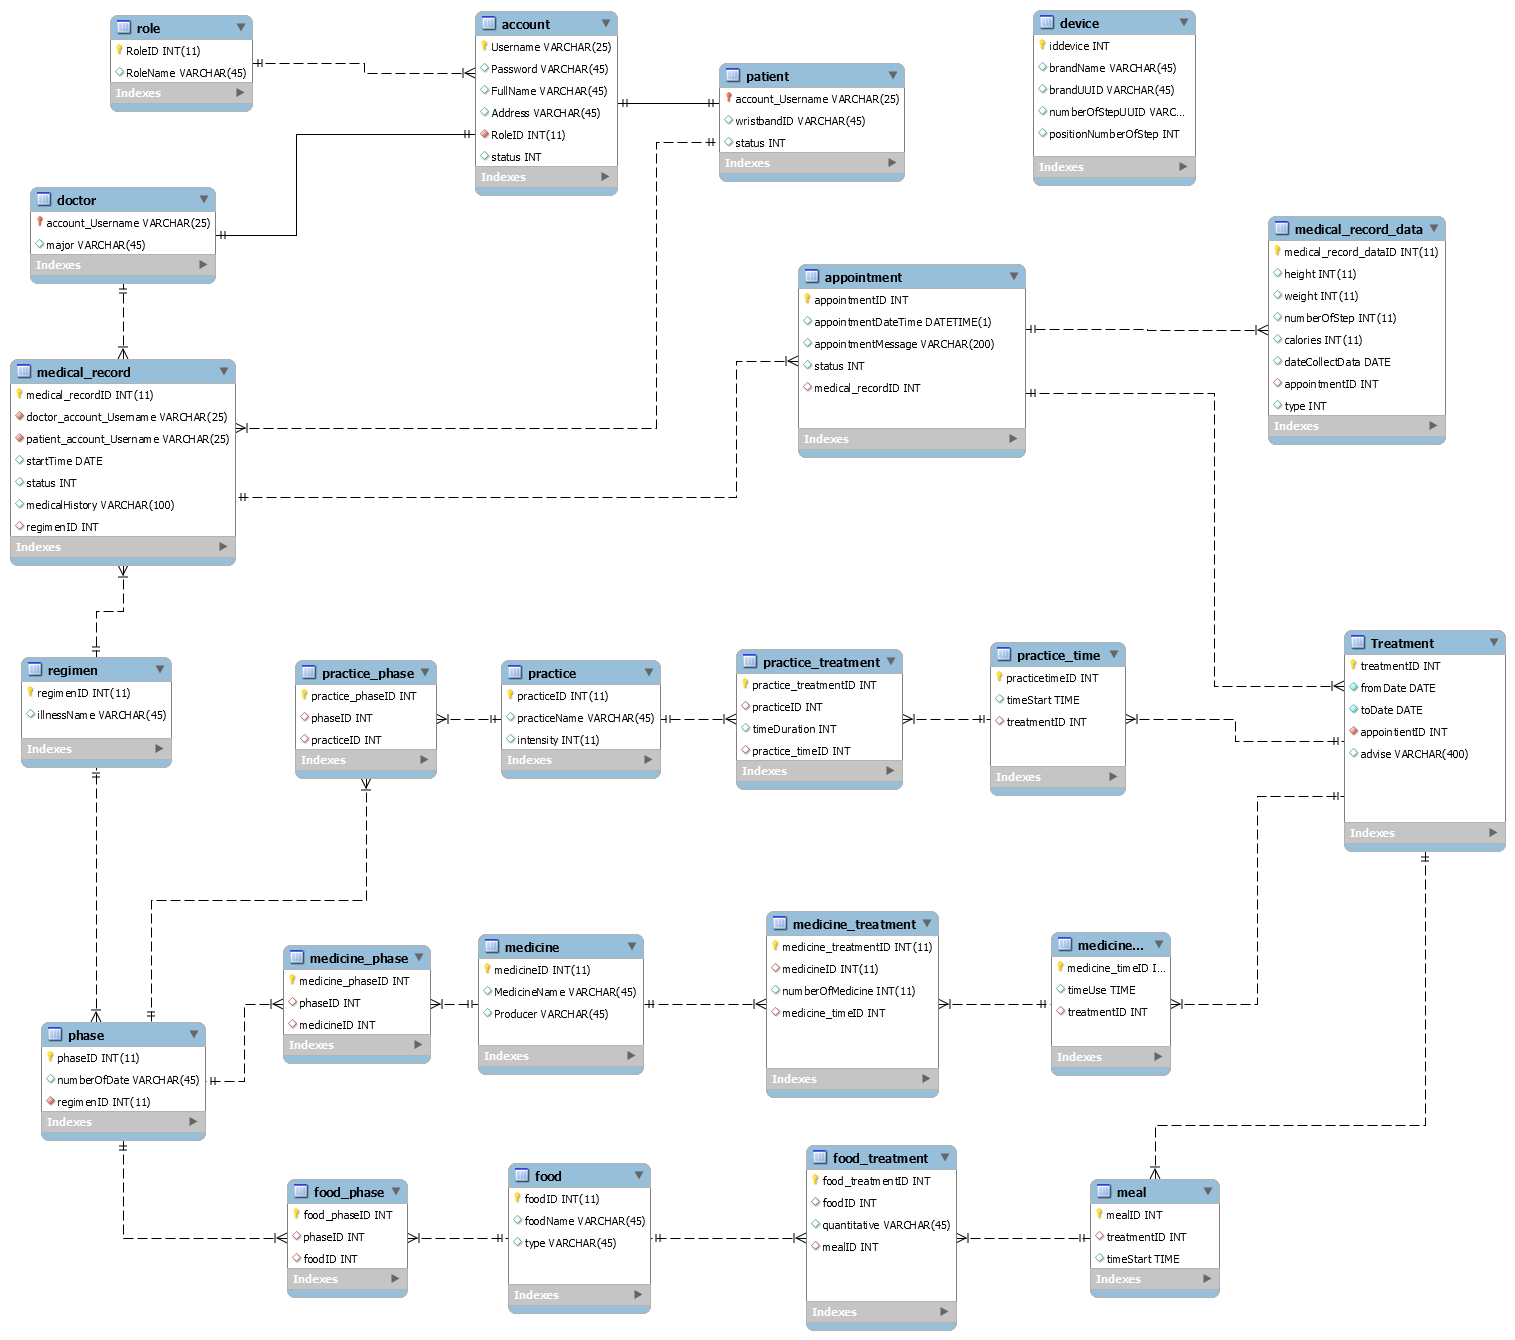 role
RoleID INT(11)
RoleName VARCHAR(45)
Indexes
account
Username VARCHAR(25)
Password VARCHAR(45)
FullName VARCHAR(45)
Address VARCHAR(45)
RoleID INT(11)
status INT
Indexes
patient
account_Username VARCHAR(25)
wristbandID VARCHAR(45)
status INT
Indexes
device
iddevice INT
brandName VARCHAR(45)
brandUUID VARCHAR(45)
numberOfStepUUID VARC...
positionNumberOfStep INT
Indexes
doctor
account_Username VARCHAR(25)
major VARCHAR(45)
Indexes
medical_record_data
medical_record_dataID INT(11)
height INT(11)
weight INT(11)
numberOfStep INT(11)
calories INT(11)
dateCollectData DATE
appointmentID INT
type INT
Indexes
appointment
appointmentID INT
appointmentDateTime DATETIME(1)
appointmentMessage VARCHAR(200)
status INT
medical_recordID INT
Indexes
medical_record
medical_recordID INT(11)
doctor_account_Username VARCHAR(25)
patient_account_Username VARCHAR(25)
startTime DATE
status INT
medicalHistory VARCHAR(100)
regimenID INT
Indexes
regimen
regimenID INT(11)
illnessName VARCHAR(45)
Indexes
practice_phase
practice_phaseID INT
phaseID INT
practiceID INT
Indexes
practice
practiceID INT(11)
practiceName VARCHAR(45)
intensity INT(11)
Indexes
practice_treatment
practice_treatmentID INT
practiceID INT
timeDuration INT
practice_timeID INT
Indexes
practice_time
practicetimeID INT
timeStart TIME
treatmentID INT
Indexes
Treatment
treatmentID INT
fromDate DATE
toDate DATE
appointientID INT
advise VARCHAR(400)
Indexes
medicine_phase
medicine_phaseID INT
phaseID INT
medicineID INT
Indexes
medicine
medicineID INT(11)
MedicineName VARCHAR(45)
Producer VARCHAR(45)
Indexes
medicine_treatment
medicine_treatmentID INT(11)
medicineID INT(11)
numberOfMedicine INT(11)
medicine_timeID INT
Indexes
medicine...
medicine_timeID I...
timeUse TIME
treatmentID INT
Indexes
phase
phaseID INT(11)
numberOfDate VARCHAR(45)
regimenID INT(11)
Indexes
food_phase
food_phaseID INT
phaseID INT
foodID INT
Indexes
food
foodID INT(11)
foodName VARCHAR(45)
type VARCHAR(45)
Indexes
food_treatment
food_treatmentID INT
foodID INT
quantitative VARCHAR(45)
mealID INT
Indexes
meal
mealID INT
treatmentID INT
timeStart TIME
Indexes